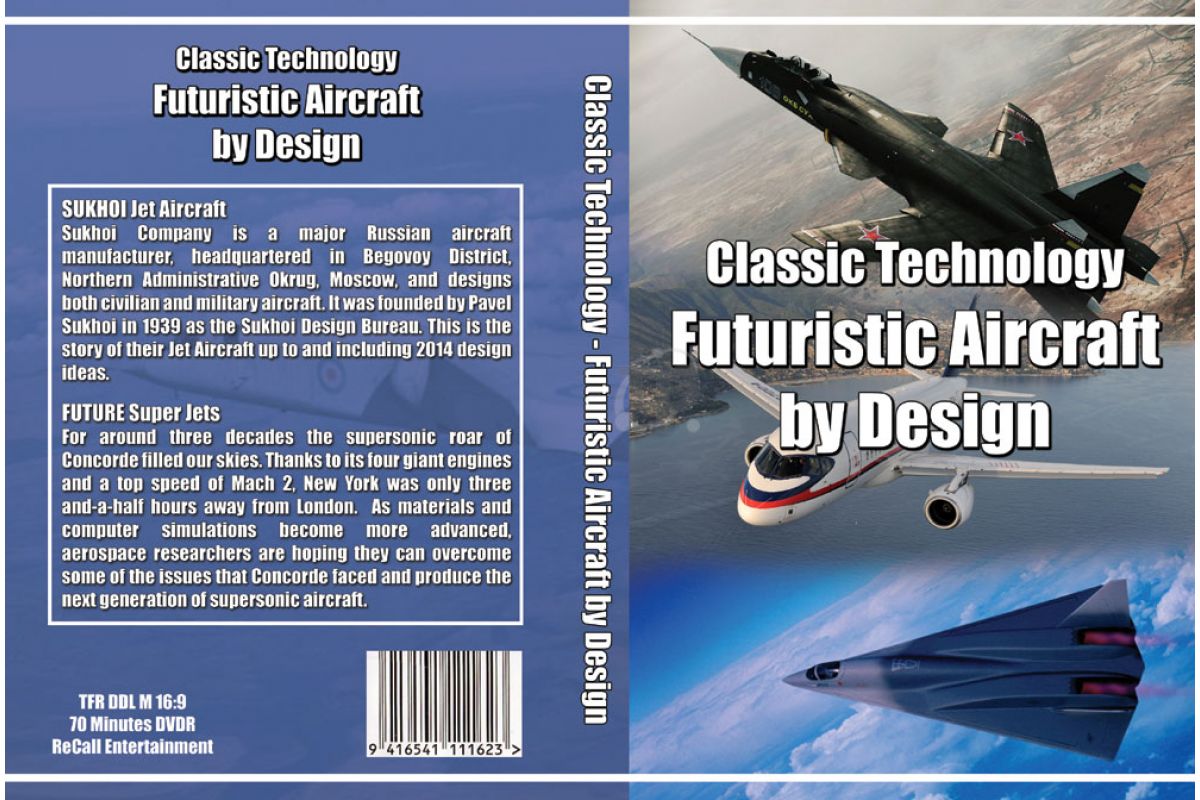 Classic Technology
Futuristic Aircraft
by Design
SUKHOI Jet Aircraft
Sukhoi Company is a major Russian aircraft
manufacturer, headquartered in Begovoy District,
Northern Administrative Okrug, Moscow, and designs
both civilian and military aircraft. It was founded by Pavel
Sukhoi in 1939 as the Sukhoi Design Bureau. This is the
story of their Jet Aircraft up to and including 2014 design
ideas.
FUTURE Super Jets
For around three decades the supersonic roar of
Concorde filled our skies. Thanks to its four giant engines
and a top speed of Mach 2, New York was only three
and-a-half hours away from London. As materials and
computer simulations become more advanced,
aerospace researchers are hoping they can overcome
some of the issues that Concorde faced and produce the
next generation of supersonic aircraft.
TFR DDL M 16:9
70 Minutes DVDR
ReCall Entertainment
9 416541 111623 >
Classic Technology - Futuristic Aircraft by Design
Classic Technology
Futuristic Aircraft
by Design